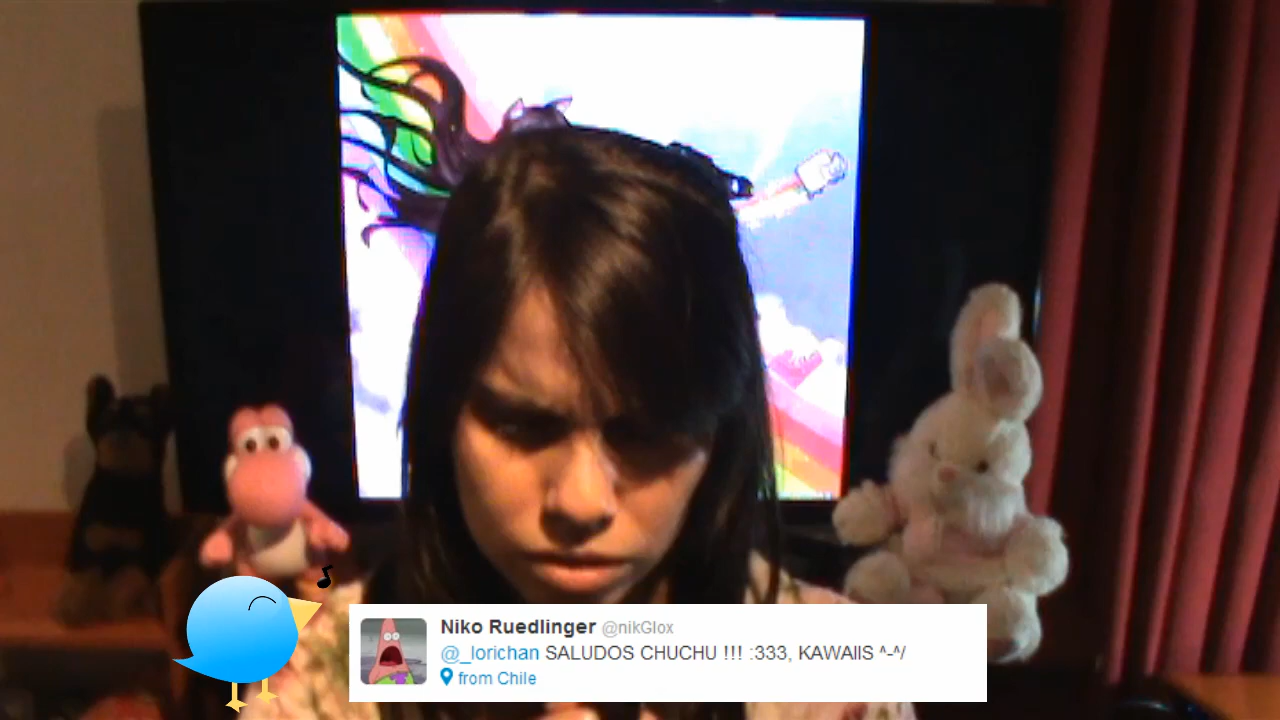 Niko Ruedlinger @nikGlox
@_lorichan SALUDOS CHUCHU !!! :333, KAWAIIS ^-^/
from Chile